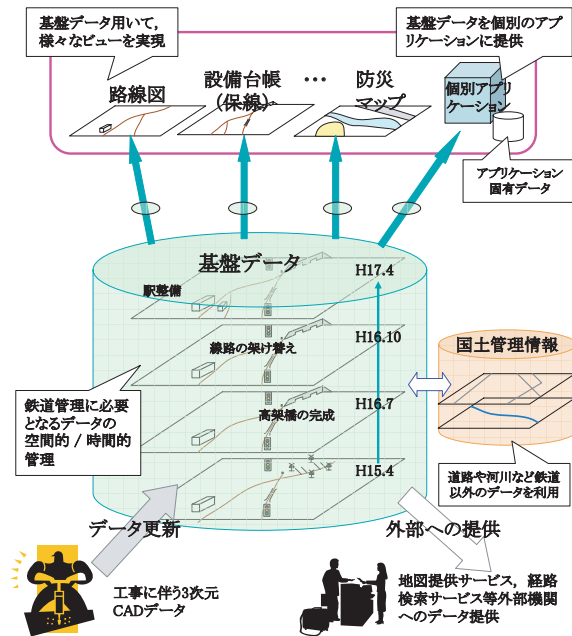 基盤データ用いて，
様々なビューを実現
基盤データを個別のアプ
リケーションに提供
路線図
設備台帳
（保線）
…
防災
マップ
個別アプリ
ケーション
アプリケーション
固有データ
基盤データ
H17.4
駅整備
H16.10
線路の架け替え
国土管理情報
鉄道管理に必要
となるデータの
空間的 / 時間的
管理
H16.7
高架橋の完成
H15.4
道路や河川など鉄道
以外のデータを利用
データ更新
外部への提供
工事に伴う3次元
CADデータ
地図提供サービス，経路
検索サービス等外部機関
へのデータ提供